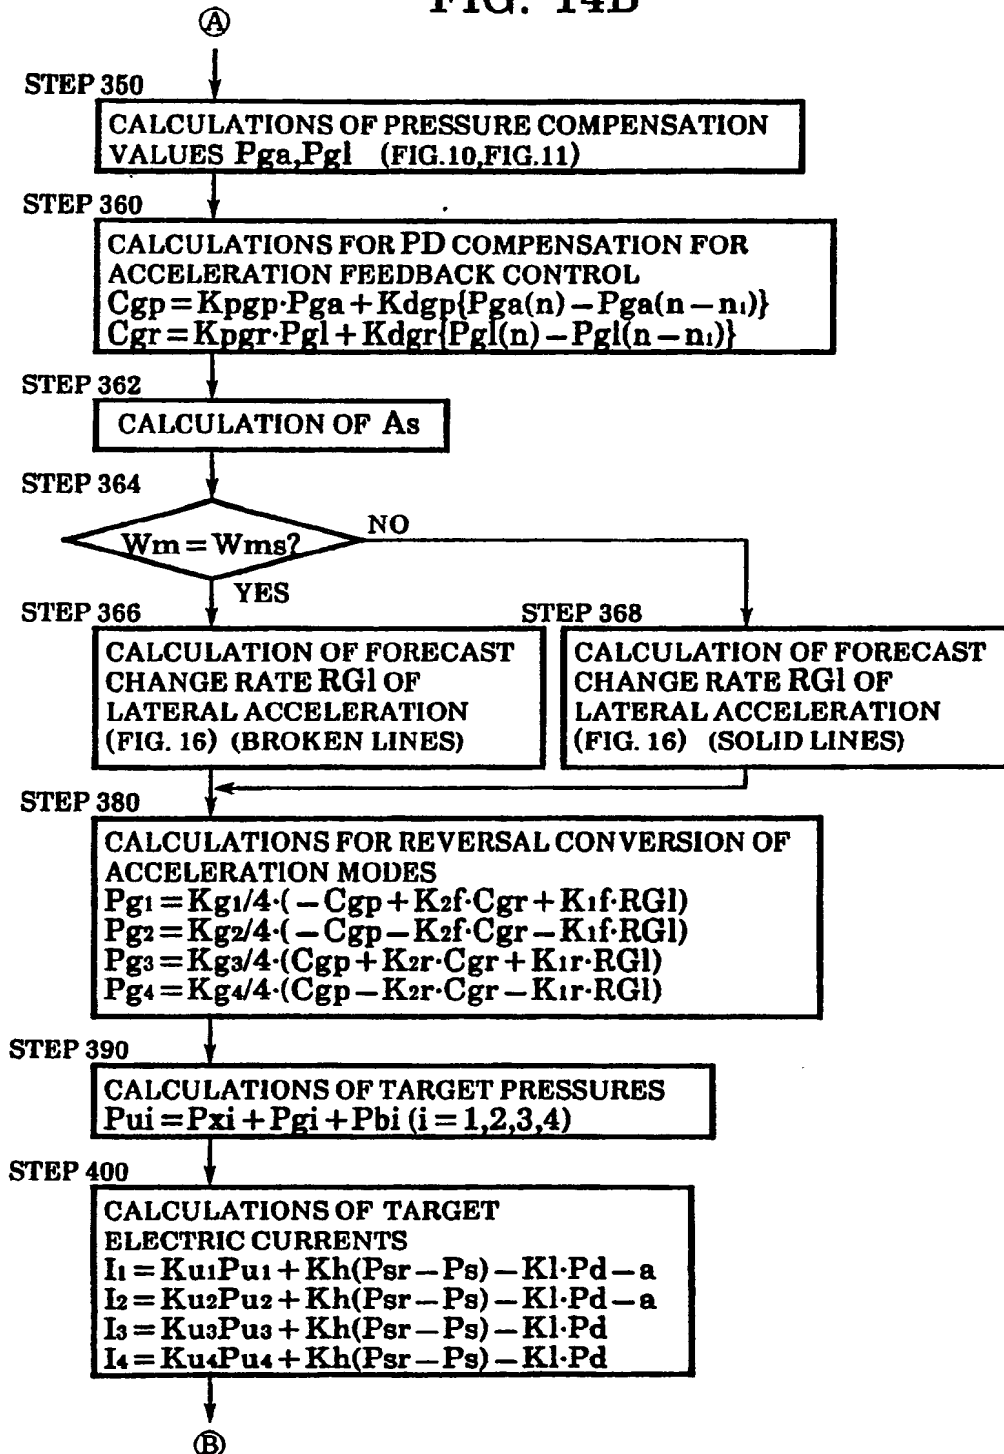 FIG. 14B
Ⓐ
STEP 350
CALCULATIONS OF PRESSURE COMPENSATION
VALUES Pga,Pgl (FIG.10,FIG.11)
STEP 360
CALCULATIONS FOR PD COMPENSATION FOR
ACCELERATION FEEDBACK CONTROL
Cgp=Kpgp·Pga+Kdgp{Pga(n)−Pga(n−n₁)}
Cgr=Kpgr·Pgl+Kdgr{Pgl(n)−Pgl(n−n₁)}
STEP 362
CALCULATION OF As
STEP 364
Wm=Wms?
NO
YES
STEP 366
CALCULATION OF FORECAST
CHANGE RATE RGl OF
LATERAL ACCELERATION
(FIG. 16) (BROKEN LINES)
STEP 368
CALCULATION OF FORECAST
CHANGE RATE RGl OF
LATERAL ACCELERATION
(FIG. 16) (SOLID LINES)
STEP 380
CALCULATIONS FOR REVERSAL CONVERSION OF
ACCELERATION MODES
Pg₁=Kg₁/4·(−Cgp+K₂f·Cgr+K₁f·RGl)
Pg₂=Kg₂/4·(−Cgp−K₂f·Cgr−K₁f·RGl)
Pg₃=Kg₃/4·(Cgp+K₂r·Cgr+K₁r·RGl)
Pg₄=Kg₄/4·(Cgp−K₂r·Cgr−K₁r·RGl)
STEP 390
CALCULATIONS OF TARGET PRESSURES
Pui=Pxi+Pgi+Pbi (i=1,2,3,4)
STEP 400
CALCULATIONS OF TARGET
ELECTRIC CURRENTS
I₁=Ku₁Pu₁+Kh(Psr−Ps)−Kl·Pd−a
I₂=Ku₂Pu₂+Kh(Psr−Ps)−Kl·Pd−a
I₃=Ku₃Pu₃+Kh(Psr−Ps)−Kl·Pd
I₄=Ku₄Pu₄+Kh(Psr−Ps)−Kl·Pd
Ⓑ